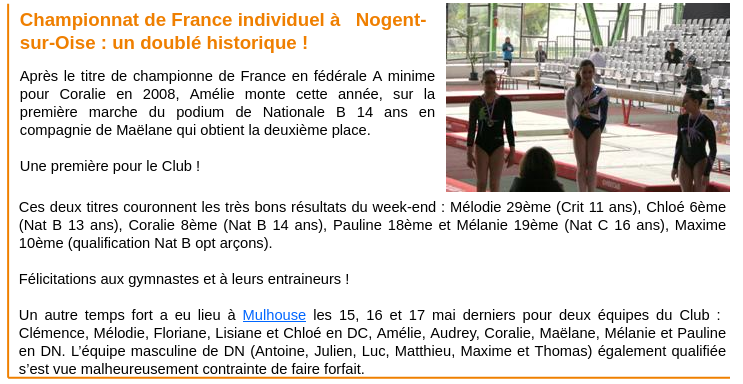 Championnat de France individuel à Nogent-
sur-Oise : un doublé historique !
Après le titre de championne de France en fédérale A minime
pour Coralie en 2008, Amélie monte cette année, sur la
première marche du podium de Nationale B 14 ans en
compagnie de Maëlane qui obtient la deuxième place.
Une première pour le Club !
Ces deux titres couronnent les très bons résultats du week-end : Mélodie 29ème (Crit 11 ans), Chloé 6ème
(Nat B 13 ans), Coralie 8ème (Nat B 14 ans), Pauline 18ème et Mélanie 19ème (Nat C 16 ans), Maxime
10ème (qualification Nat B opt arçons).
Félicitations aux gymnastes et à leurs entraineurs !
Un autre temps fort a eu lieu à Mulhouse les 15, 16 et 17 mai derniers pour deux équipes du Club :
Clémence, Mélodie, Floriane, Lisiane et Chloé en DC, Amélie, Audrey, Coralie, Maëlane, Mélanie et Pauline
en DN. L’équipe masculine de DN (Antoine, Julien, Luc, Matthieu, Maxime et Thomas) également qualifiée
s’est vue malheureusement contrainte de faire forfait.